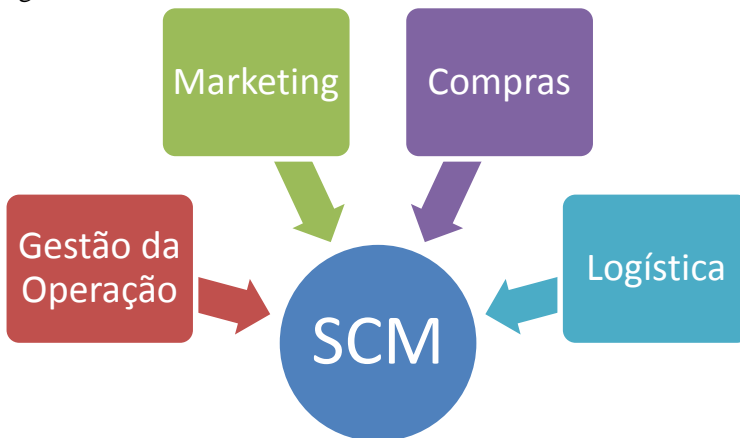 Marketing
Compras
Gestão da
Operação
Logística
SCM